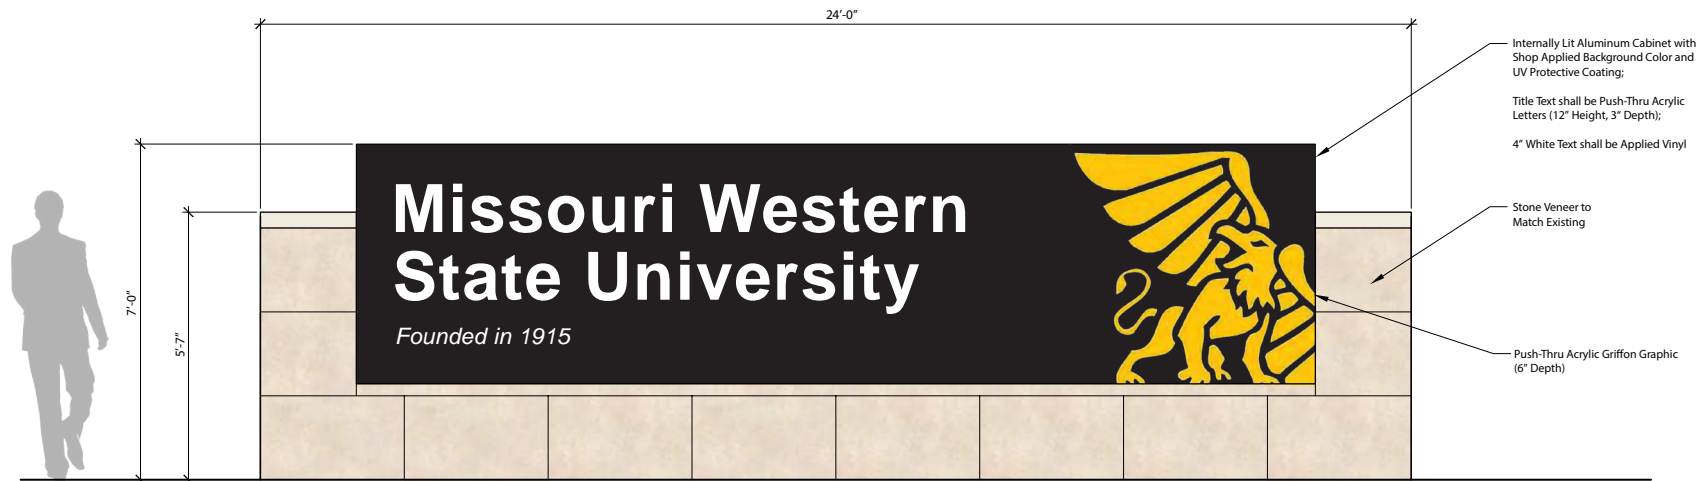 24'-0"
Internally Lit Aluminum Cabinet with
Shop Applied Background Color and
UV Protective Coating;
Title Text shall be Push-Thru Acrylic
Letters (12" Height, 3" Depth);
4" White Text shall be Applied Vinyl
Missouri Western
State University
Founded in 1915
Stone Veneer to
Match Existing
7'-0"
5'-7"
Push-Thru Acrylic Griffon Graphic
(6" Depth)